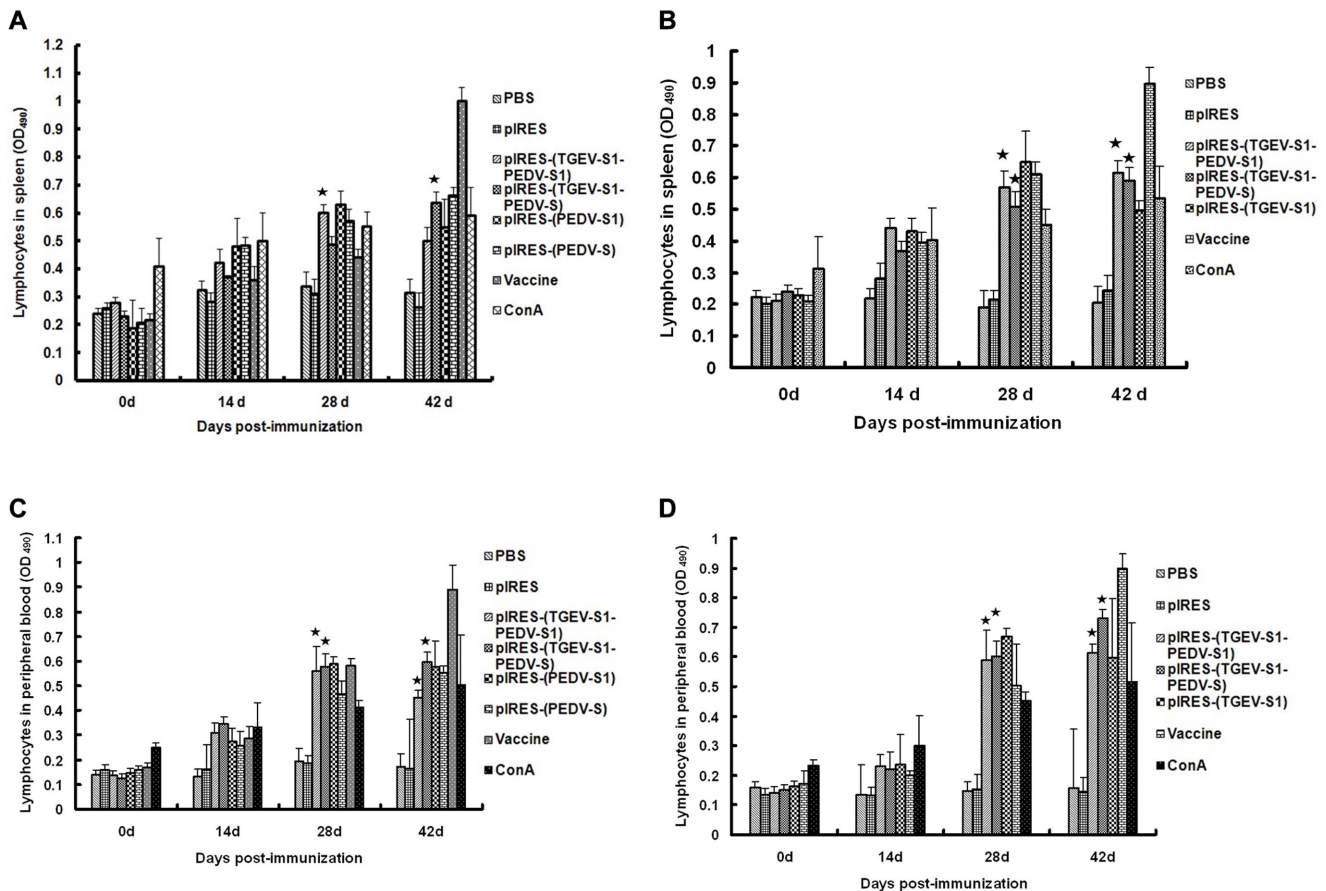 A
Lymphocytes in spleen (OD490)
1.2
1.1
1
0.9
0.8
0.7
0.6
0.5
0.4
0.3
0.2
0.1
0
0d
14 d
28 d
42 d
Days post-immunization
PBS
pIRES
pIRES-(TGEV-S1-
PEDV-S1)
pIRES-(TGEV-S1-
PEDV-S)
pIRES-(PEDV-S1)
pIRES-(PEDV-S)
Vaccine
ConA
B
Lymphocytes in spleen (OD490)
1
0.9
0.8
0.7
0.6
0.5
0.4
0.3
0.2
0.1
0
0d
14 d
28 d
42 d
Days post-immunization
PBS
pIRES
pIRES-(TGEV-S1-
PEDV-S1)
pIRES-(TGEV-S1-
PEDV-S)
pIRES-(TGEV-S1)
Vaccine
ConA
C
Lymphocytes in peripheral blood (OD 490)
1.1
1
0.9
0.8
0.7
0.6
0.5
0.4
0.3
0.2
0.1
0
0d
14d
28d
42d
Days post-immunization
PBS
pIRES
pIRES-(TGEV-S1-
PEDV-S1)
pIRES-(TGEV-S1-
PEDV-S)
pIRES-(PEDV-S1)
pIRES-(PEDV-S)
Vaccine
ConA
D
Lymphocytes in peripheral blood (OD 490)
1
0.9
0.8
0.7
0.6
0.5
0.4
0.3
0.2
0.1
0
0d
14d
28d
42d
Days post-immunization
PBS
pIRES
pIRES-(TGEV-S1-
PEDV-S1)
pIRES-(TGEV-S1-
PEDV-S)
pIRES-(TGEV-S1)
Vaccine
ConA